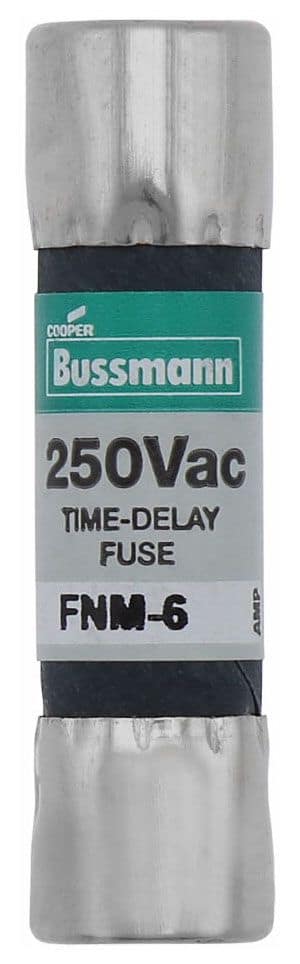 COOPER
Bussmann
250Vac
TIME-DELAY
FUSE
FNM-6
AMP